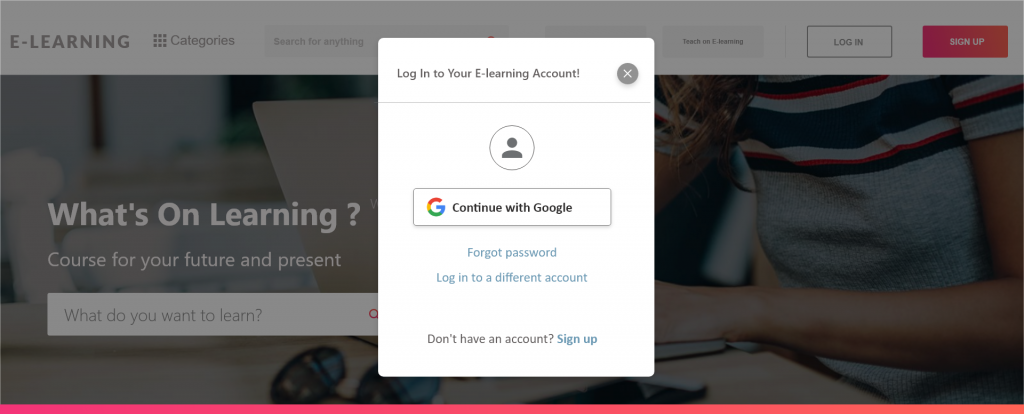 E-LEARNING
Categories
Search for anything
Teach on E-learning
LOG IN
SIGN UP
Log In to Your E-learning Account!
Continue with Google
Forgot password
Log in to a different account
Don't have an account? Sign up
What's On Learning ?
Course for your future and present
What do you want to learn?